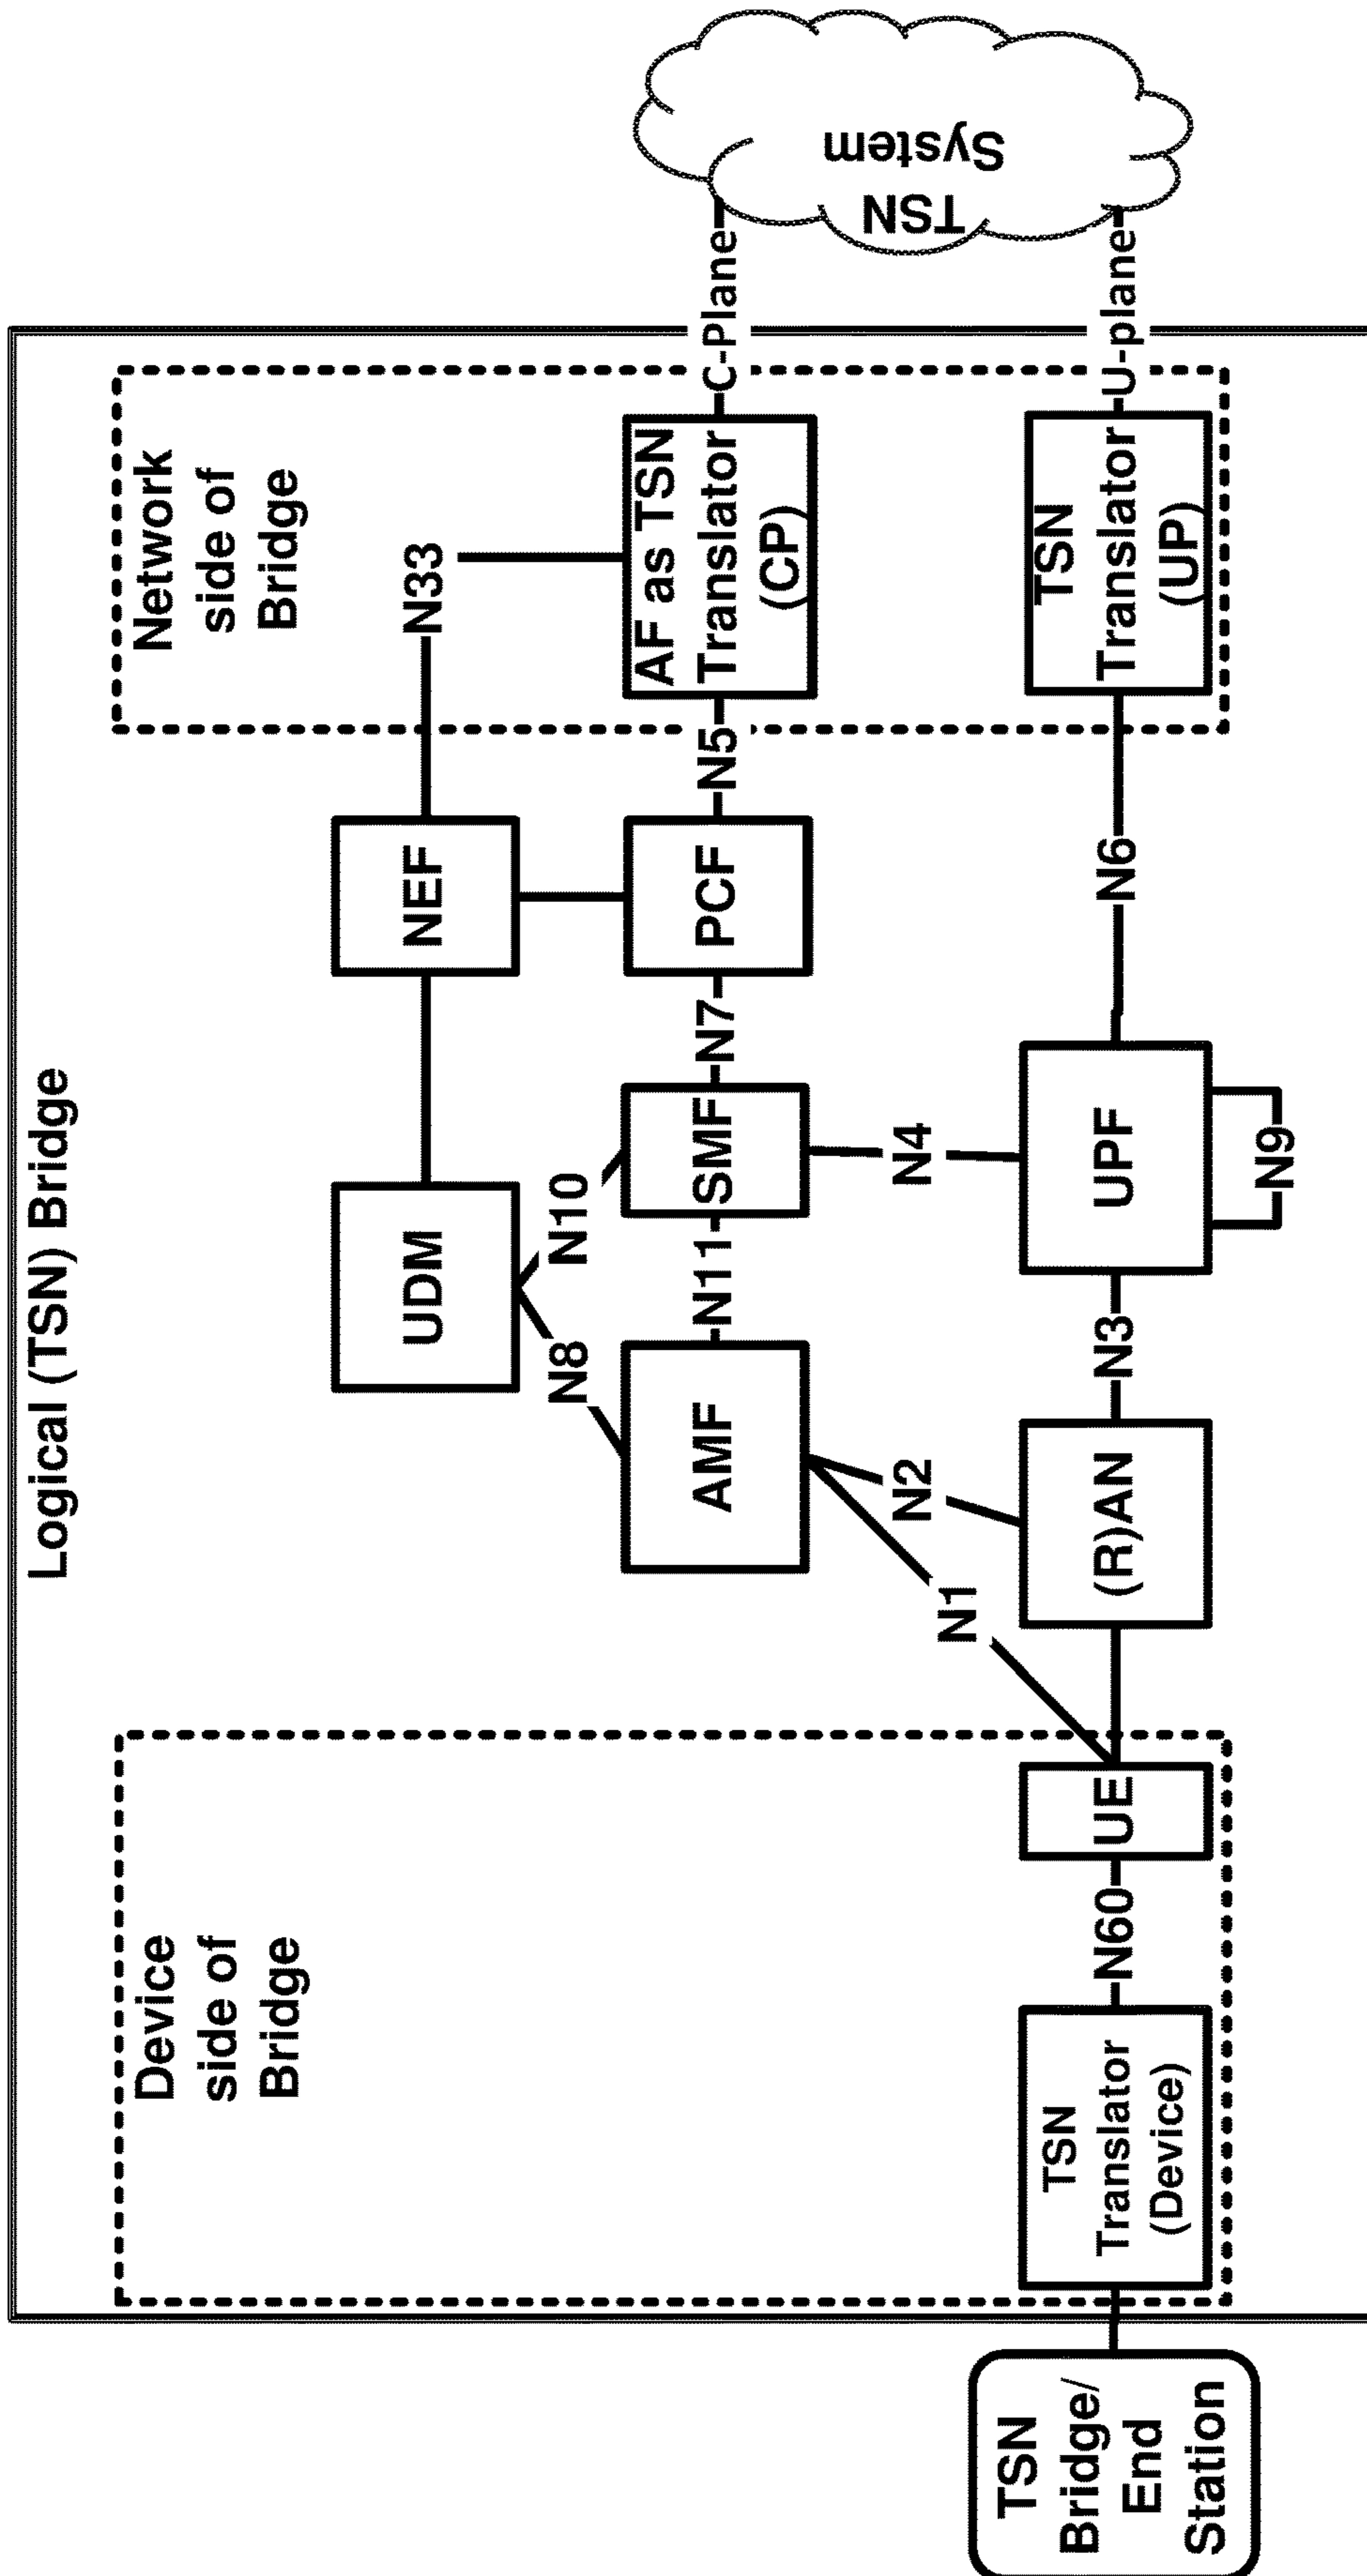 Logical (TSN) Bridge
Device
side of
Bridge
Network
side of
Bridge
UDM
NEF
N33
N8
N10
AMF
N11
SMF
N7
PCF
N5
AF as TSN
Translator
(CP)
C-Plane
TSN
System
N1
N2
N4
TSN
Bridge/
End
Station
TSN
Translator
(Device)
N60
UE
(R)AN
N3
UPF
N6
TSN
Translator
(UP)
U-plane
N9